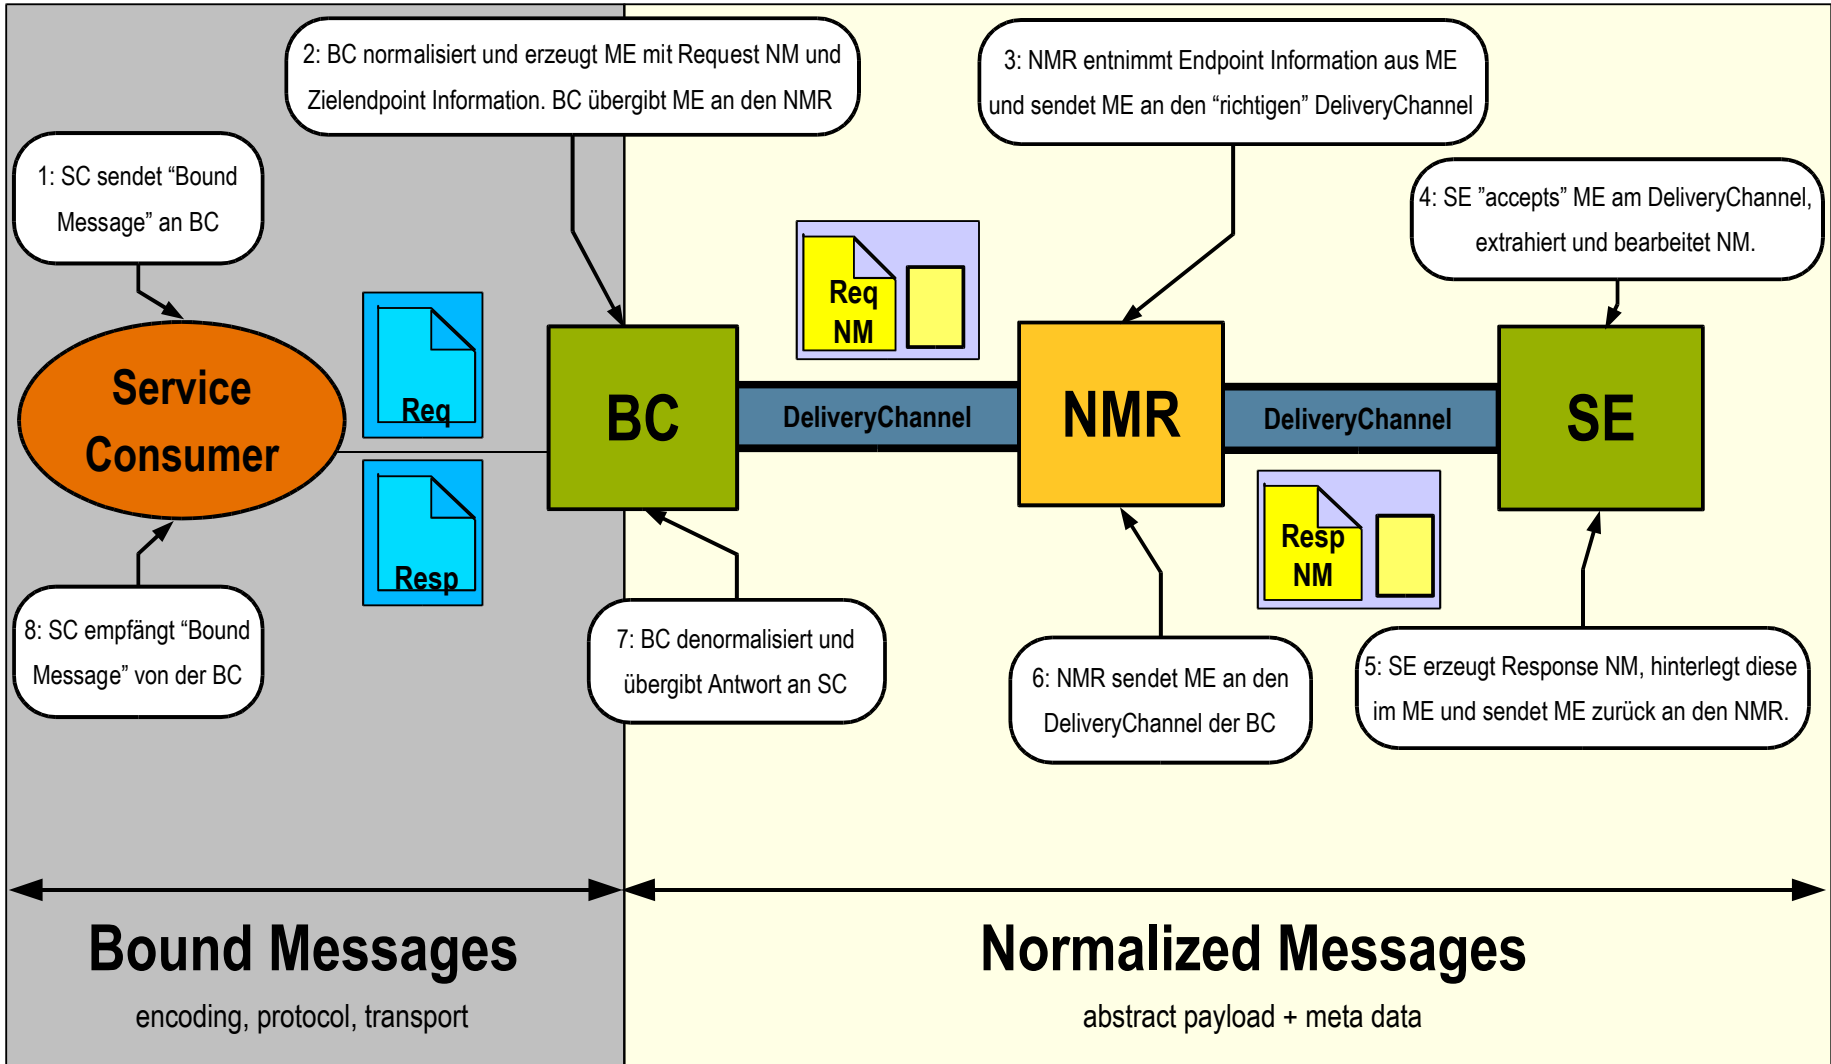 2: BC normalisiert und erzeugt ME mit Request NM und
Zielendpoint Information. BC übergibt ME an den NMR
3: NMR entnimmt Endpoint Information aus ME
und sendet ME an den “richtigen” DeliveryChannel
1: SC sendet “Bound
Message” an BC
4: SE ”accepts” ME am DeliveryChannel,
extrahiert und bearbeitet NM.
Req
NM
Service
Consumer
Req
BC
DeliveryChannel
NMR
DeliveryChannel
SE
Resp
Resp
NM
8: SC empfängt “Bound
Message” von der BC
7: BC denormalisiert und
übergibt Antwort an SC
6: NMR sendet ME an den
DeliveryChannel der BC
5: SE erzeugt Response NM, hinterlegt diese
im ME und sendet ME zurück an den NMR.
Bound Messages
encoding, protocol, transport
Normalized Messages
abstract payload + meta data